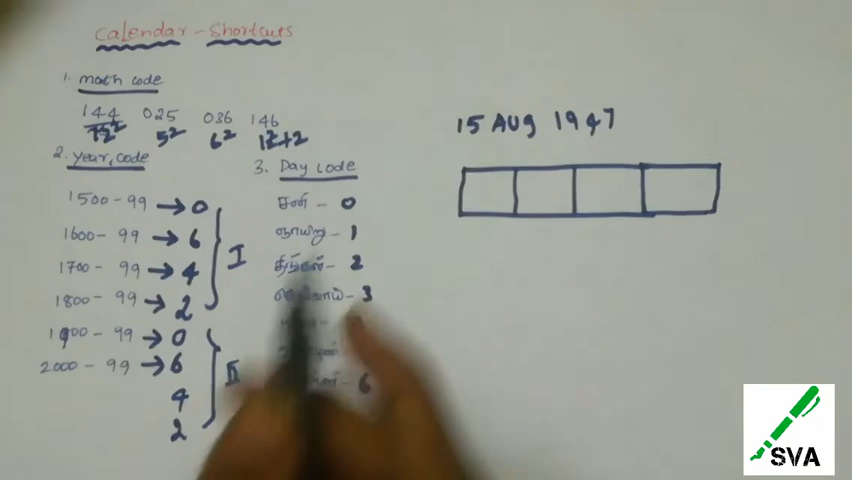 Calendar - Shortcuts
1. math code
144 025 036 146
12² 5² 6² 12+2
2. year, code
1500 - 99 → 0
1600 - 99 → 6
1700 - 99 → 4
1800 - 99 → 2
I
1900 - 99 → 0
2000 - 99 → 6
4
2
II
3. Day code
சனி - 0
ஞாயிறு - 1
திங்கள் - 2
- 3
- 6
15 AUG 1947
SVA